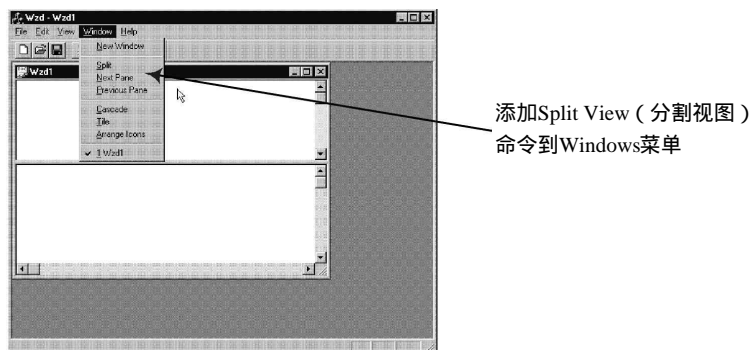 Wzd - Wzd1
File Edit View Window Help
New Window
Wzd1
Split
Next Pane
Previous Pane
Cascade
Tile
Arrange Icons
✔ 1 Wzd1
添加Split View（分割视图）
命令到Windows菜单